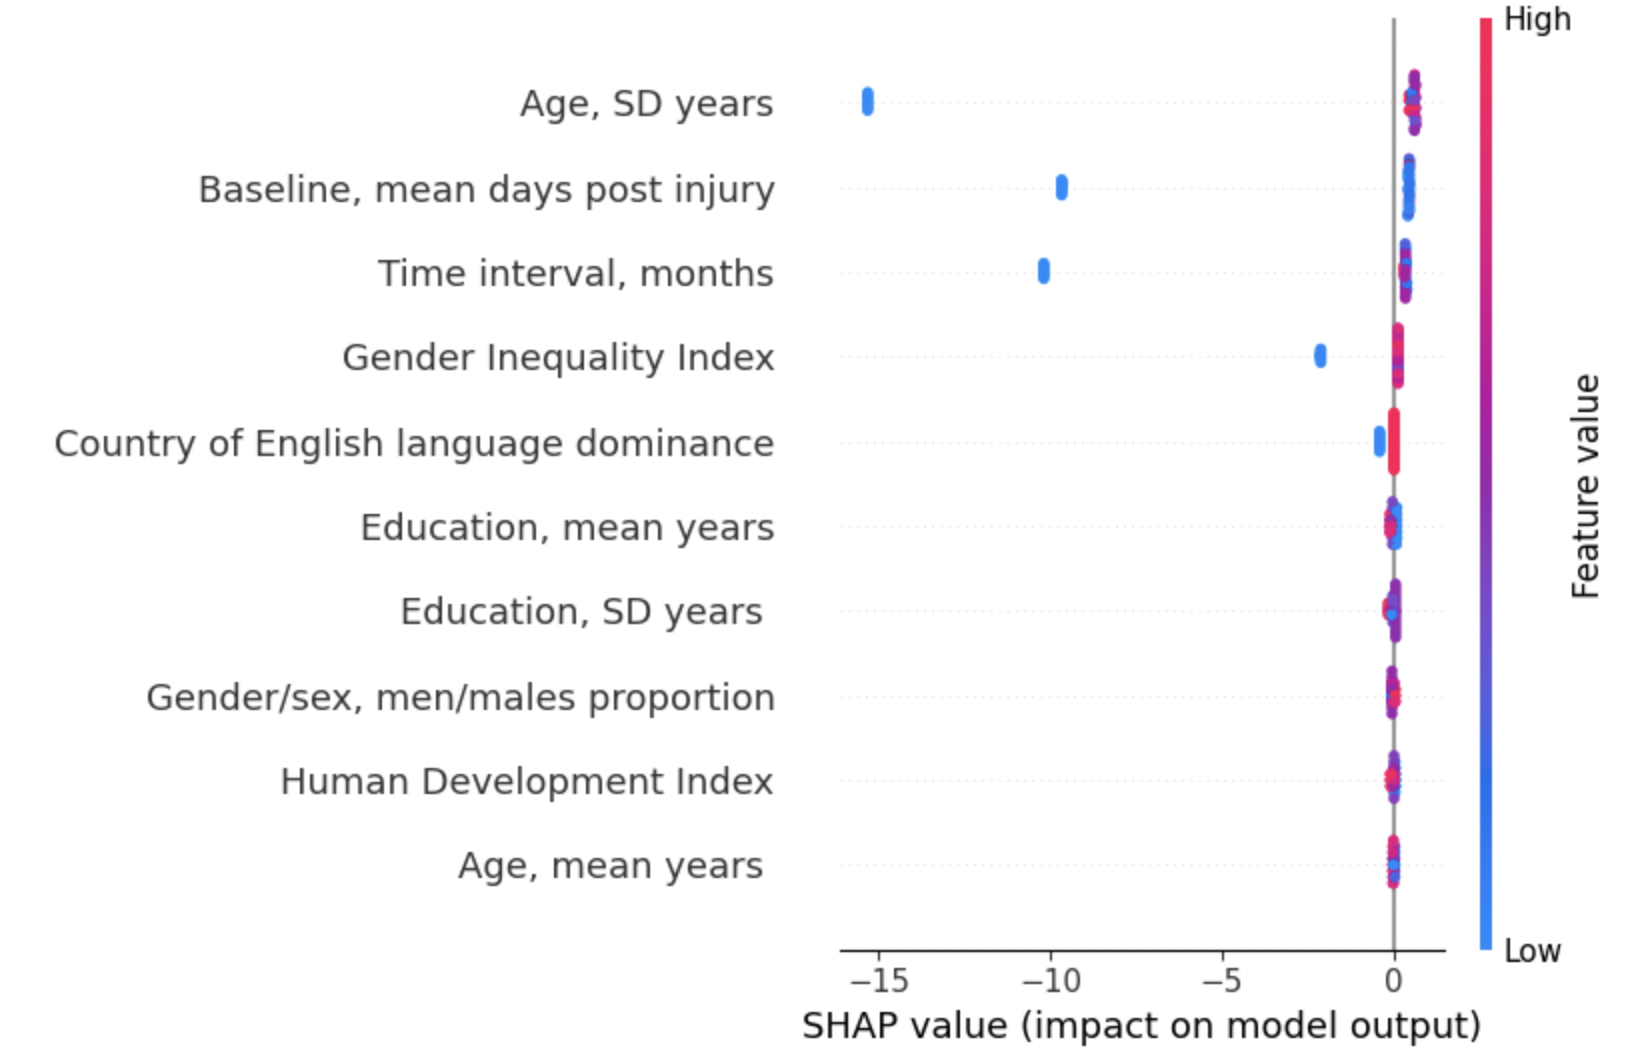 High
Age, SD years
Baseline, mean days post injury
Time interval, months
Gender Inequality Index
Country of English language dominance
Education, mean years
Education, SD years
Gender/sex, men/males proportion
Human Development Index
Age, mean years
Feature value
Low
−15 −10 −5 0
SHAP value (impact on model output)